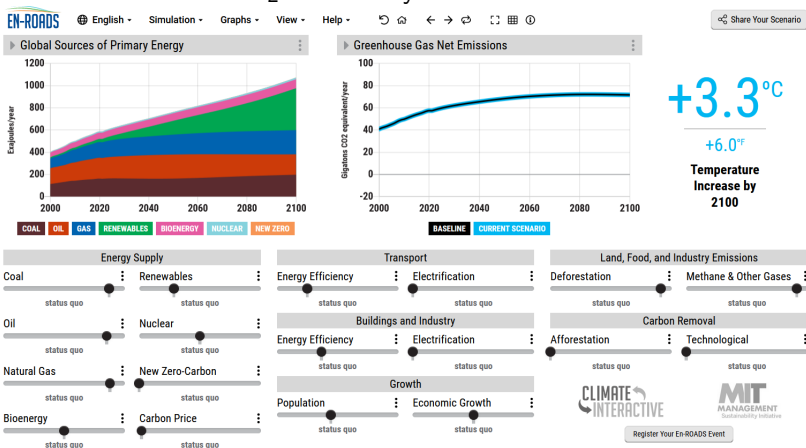 EN-ROADS
English
Simulation
Graphs
View
Help
Share Your Scenario
Global Sources of Primary Energy
Exajoules/year
1200
1000
800
600
400
200
0
2000 2020 2040 2060 2080 2100
COAL OIL GAS RENEWABLES BIOENERGY NUCLEAR NEW ZERO
Greenhouse Gas Net Emissions
Gigatons CO2 equivalent/year
100
80
60
40
20
0
-20
2000 2020 2040 2060 2080 2100
BASELINE CURRENT SCENARIO
+3.3°C
+6.0°F
Temperature
Increase by
2100
Energy Supply
Coal
status quo
Renewables
status quo
Oil
status quo
Nuclear
status quo
Natural Gas
status quo
New Zero-Carbon
status quo
Bioenergy
status quo
Carbon Price
status quo
Transport
Energy Efficiency
status quo
Electrification
status quo
Buildings and Industry
Energy Efficiency
status quo
Electrification
status quo
Growth
Population
status quo
Economic Growth
status quo
Land, Food, and Industry Emissions
Deforestation
status quo
Methane & Other Gases
status quo
Carbon Removal
Afforestation
status quo
Technological
status quo
CLIMATE
INTERACTIVE
MIT
MANAGEMENT
Sustainability Initiative
Register Your En-ROADS Event